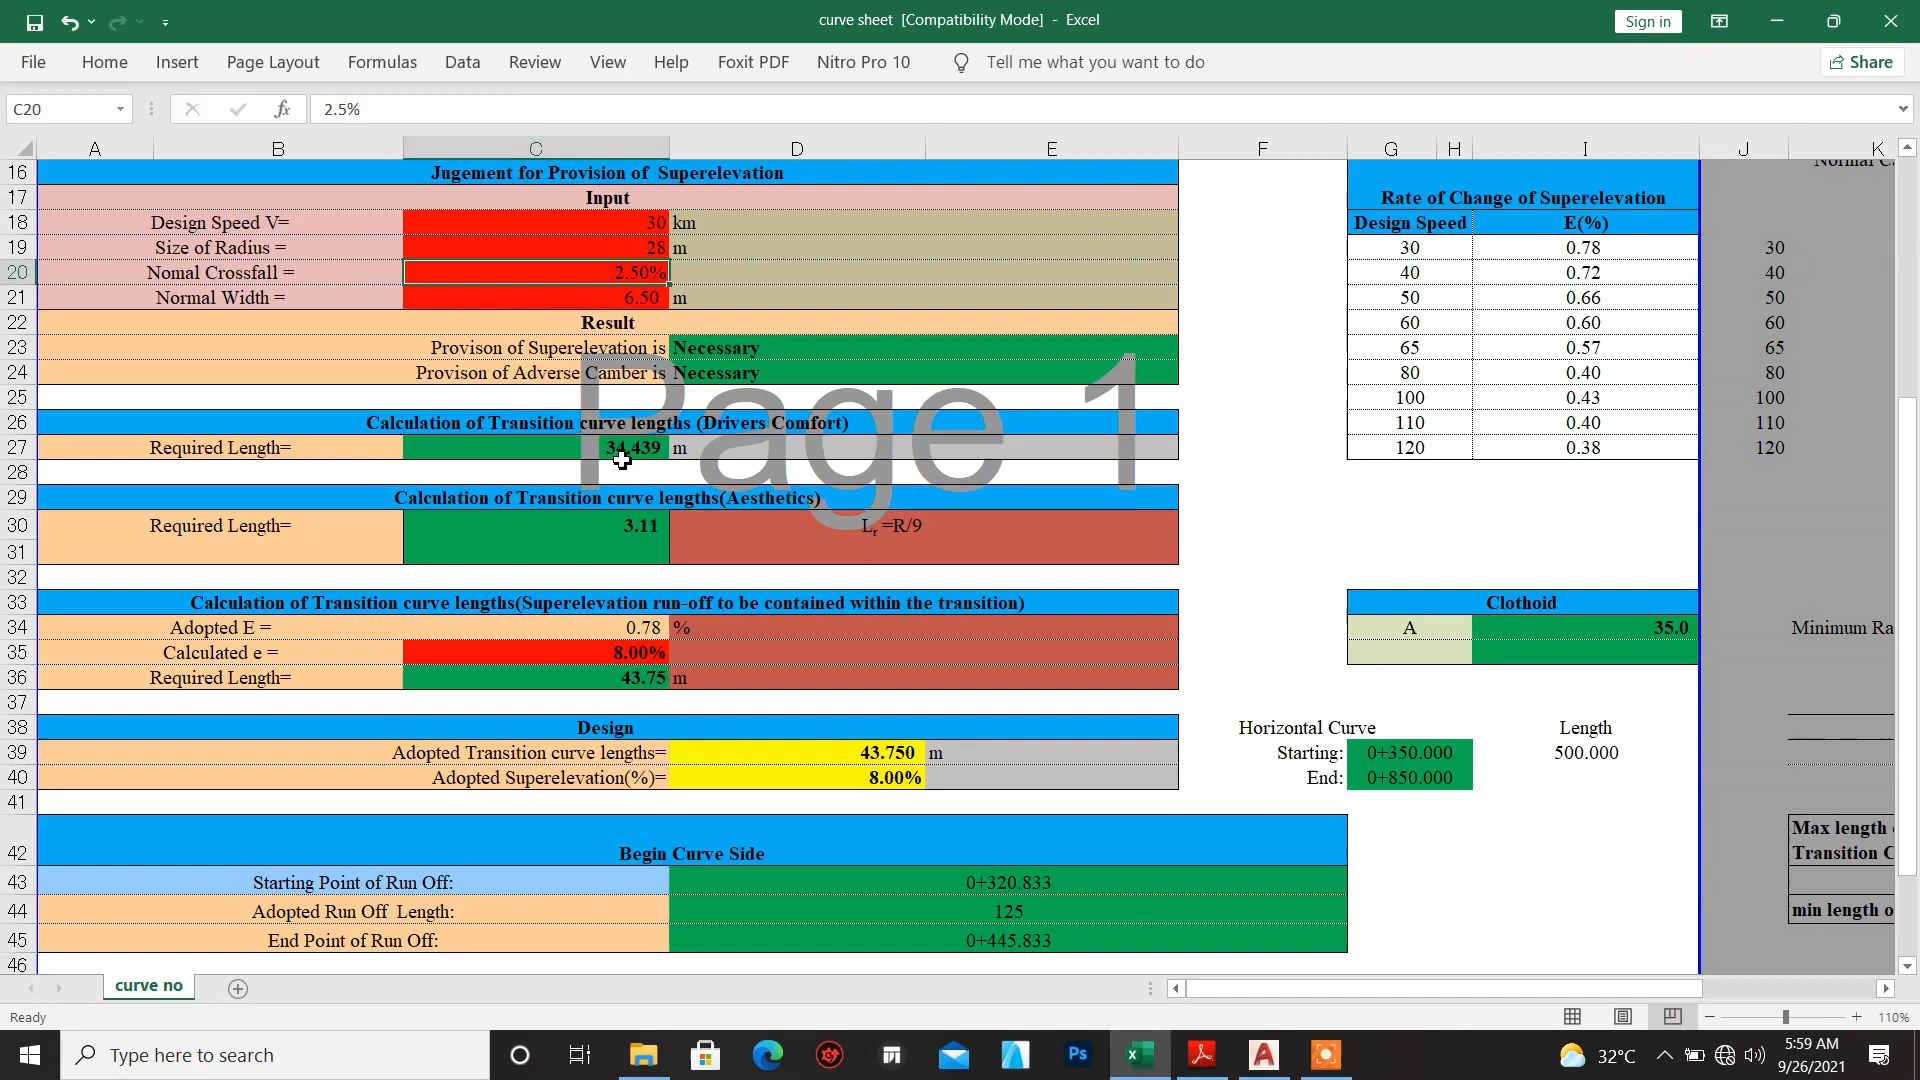 curve sheet [Compatibility Mode] - Excel
Sign in
File Home Insert Page Layout Formulas Data Review View Help Foxit PDF Nitro Pro 10 Tell me what you want to do Share
C20 fx 2.5%
A B C D E F G H I J K
16 Jugement for Provision of Superelevation
17 Input Rate of Change of Superelevation
18 Design Speed V= 30 km Design Speed E(%)
19 Size of Radius = 28 m 30 0.78 30
20 Nomal Crossfall = 2.50% 40 0.72 40
21 Normal Width = 6.50 m 50 0.66 50
22 Result 60 0.60 60
23 Provison of Superelevation is Necessary 65 0.57 65
24 Provison of Adverse Camber is Necessary 80 0.40 80
25 100 0.43 100
26 Calculation of Transition curve lengths (Drivers Comfort) 110 0.40 110
27 Required Length= 34.439 m 120 0.38 120
Page 1
28
29 Calculation of Transition curve lengths(Aesthetics)
30 Required Length= 3.11 Lr =R/9
31
32
33 Calculation of Transition curve lengths(Superelevation run-off to be contained within the transition) Clothoid
34 Adopted E = 0.78 % A 35.0 Minimum Ra
35 Calculated e = 8.00%
36 Required Length= 43.75 m
37
38 Design Horizontal Curve Length
39 Adopted Transition curve lengths= 43.750 m Starting: 0+350.000 500.000
40 Adopted Superelevation(%)= 8.00% End: 0+850.000
41
Max length
42 Begin Curve Side Transition C
43 Starting Point of Run Off: 0+320.833
44 Adopted Run Off Length: 125 min length o
45 End Point of Run Off: 0+445.833
46
curve no
Ready 110%
Type here to search
32°C
5:59 AM
9/26/2021